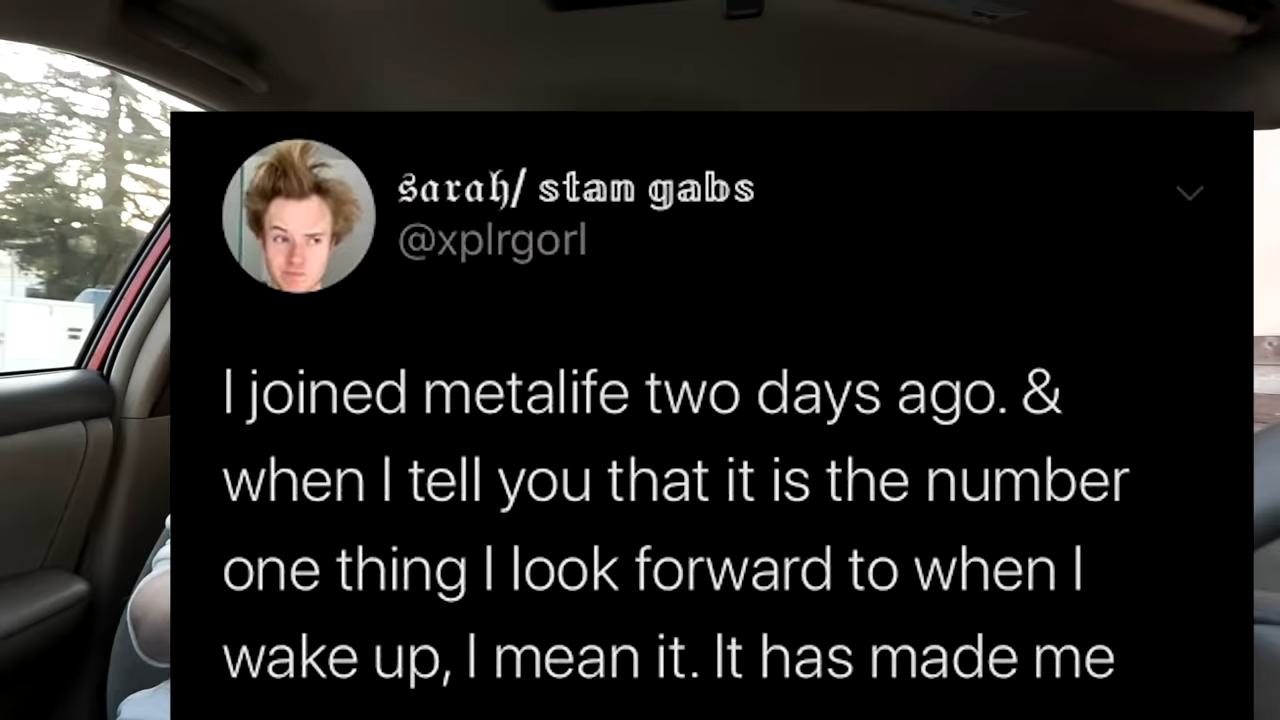 𝔰𝔞𝔯𝔞𝔥/ 𝕤𝕥𝕒𝕟 𝕘𝕒𝕓𝕤
@xplrgorl
I joined metalife two days ago. &
when I tell you that it is the number
one thing I look forward to when I
wake up, I mean it. It has made me